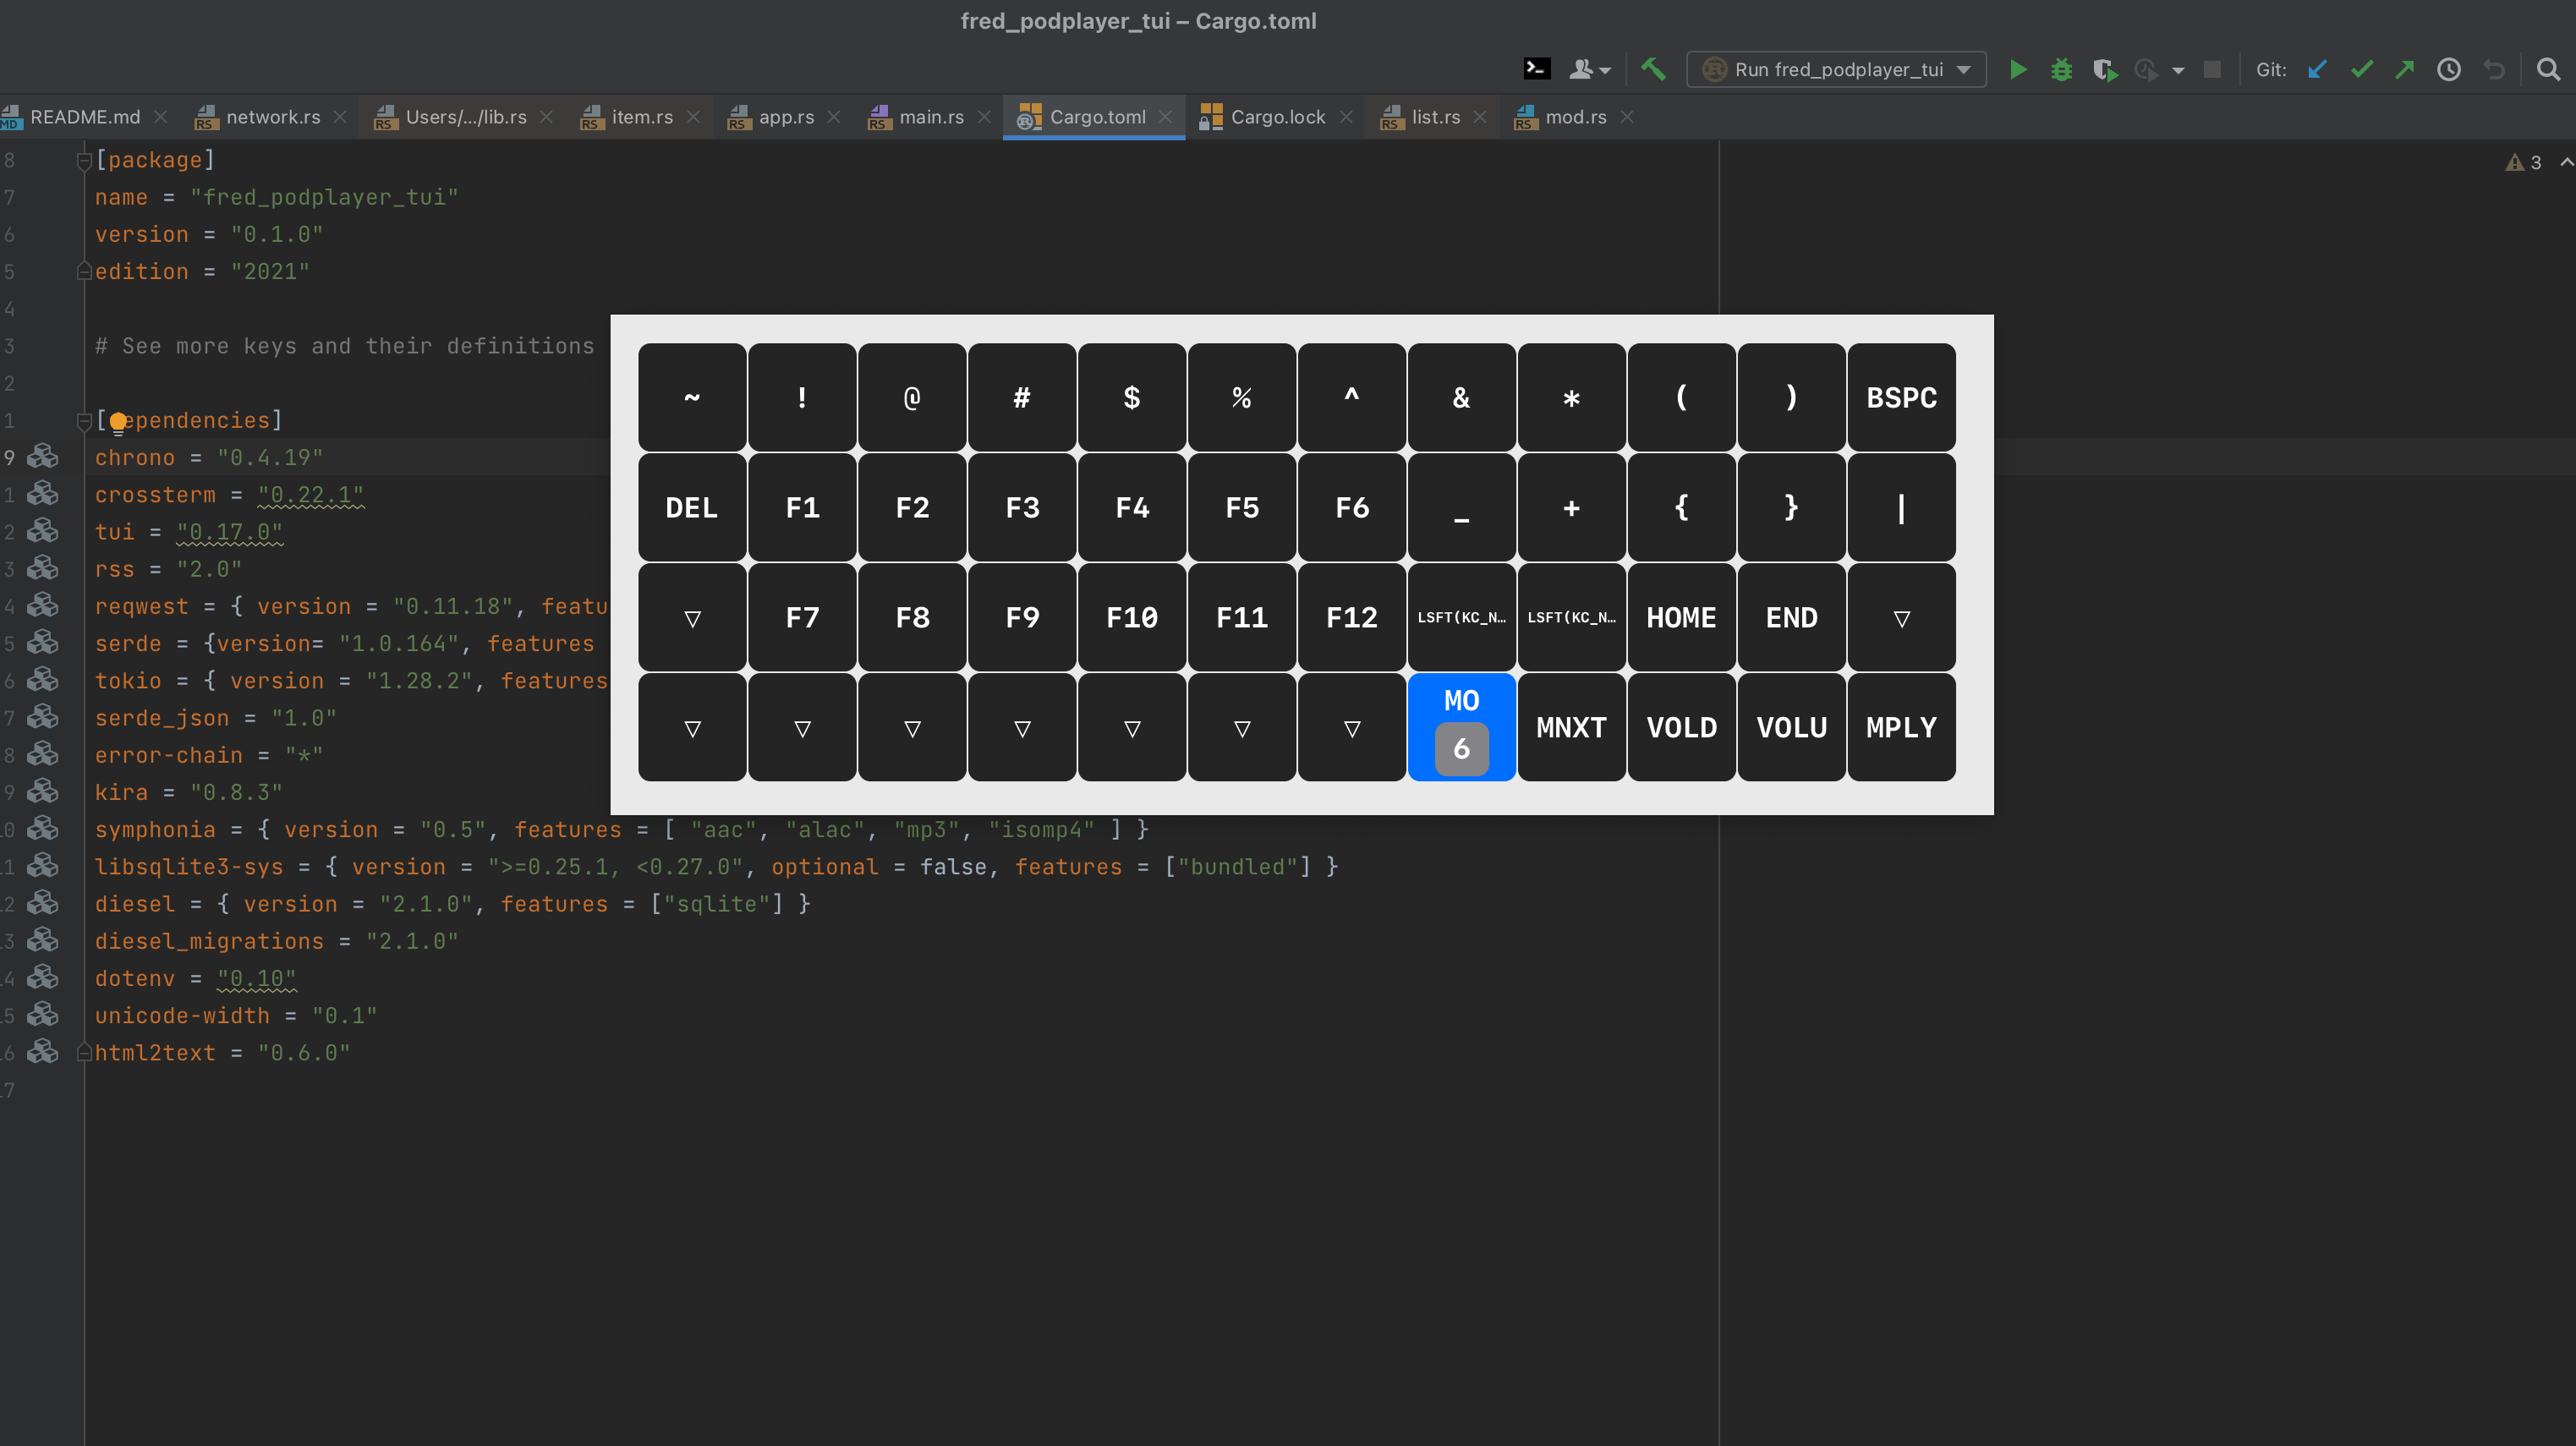 fred_podplayer_tui – Cargo.toml
Run fred_podplayer_tui Git:
README.md network.rs Users/.../lib.rs item.rs app.rs main.rs Cargo.toml Cargo.lock list.rs mod.rs
8 [package] 3
7 name = "fred_podplayer_tui"
6 version = "0.1.0"
5 edition = "2021"
4
3 # See more keys and their definitions
2
1 [ ependencies]
9 chrono = "0.4.19"
1 crossterm = "0.22.1"
2 tui = "0.17.0"
3 rss = "2.0"
4 reqwest = { version = "0.11.18", featu
5 serde = {version= "1.0.164", features
6 tokio = { version = "1.28.2", features
7 serde_json = "1.0"
8 error-chain = "*"
9 kira = "0.8.3"
0 symphonia = { version = "0.5", features = [ "aac", "alac", "mp3", "isomp4" ] }
1 libsqlite3-sys = { version = ">=0.25.1, <0.27.0", optional = false, features = ["bundled"] }
2 diesel = { version = "2.1.0", features = ["sqlite"] }
3 diesel_migrations = "2.1.0"
4 dotenv = "0.10"
5 unicode-width = "0.1"
6 html2text = "0.6.0"
7
~ ! @ # $ % ^ & * ( ) BSPC
DEL F1 F2 F3 F4 F5 F6 _ + { } |
▽ F7 F8 F9 F10 F11 F12 LSFT(KC_N... LSFT(KC_N... HOME END ▽
▽ ▽ ▽ ▽ ▽ ▽ ▽ MO 6 MNXT VOLD VOLU MPLY